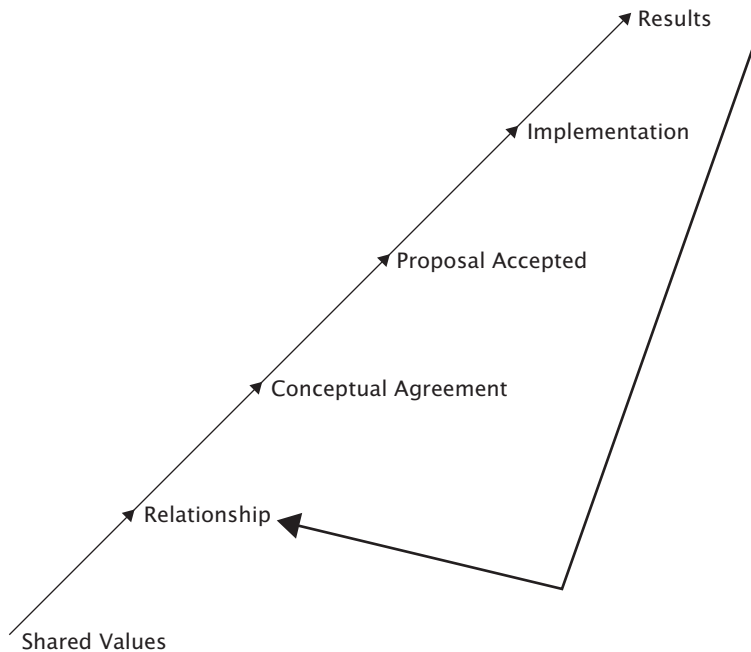 Results
Implementation
Proposal Accepted
Conceptual Agreement
Relationship
Shared Values